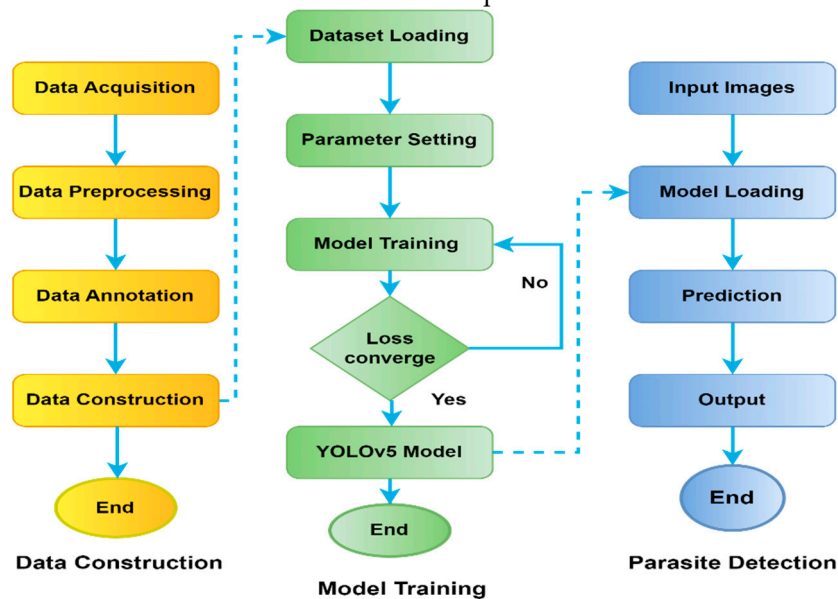 Data Acquisition
Data Preprocessing
Data Annotation
Data Construction
End
Data Construction
Dataset Loading
Parameter Setting
Model Training
No
Loss
converge
Yes
YOLOv5 Model
End
Model Training
Input Images
Model Loading
Prediction
Output
End
Parasite Detection